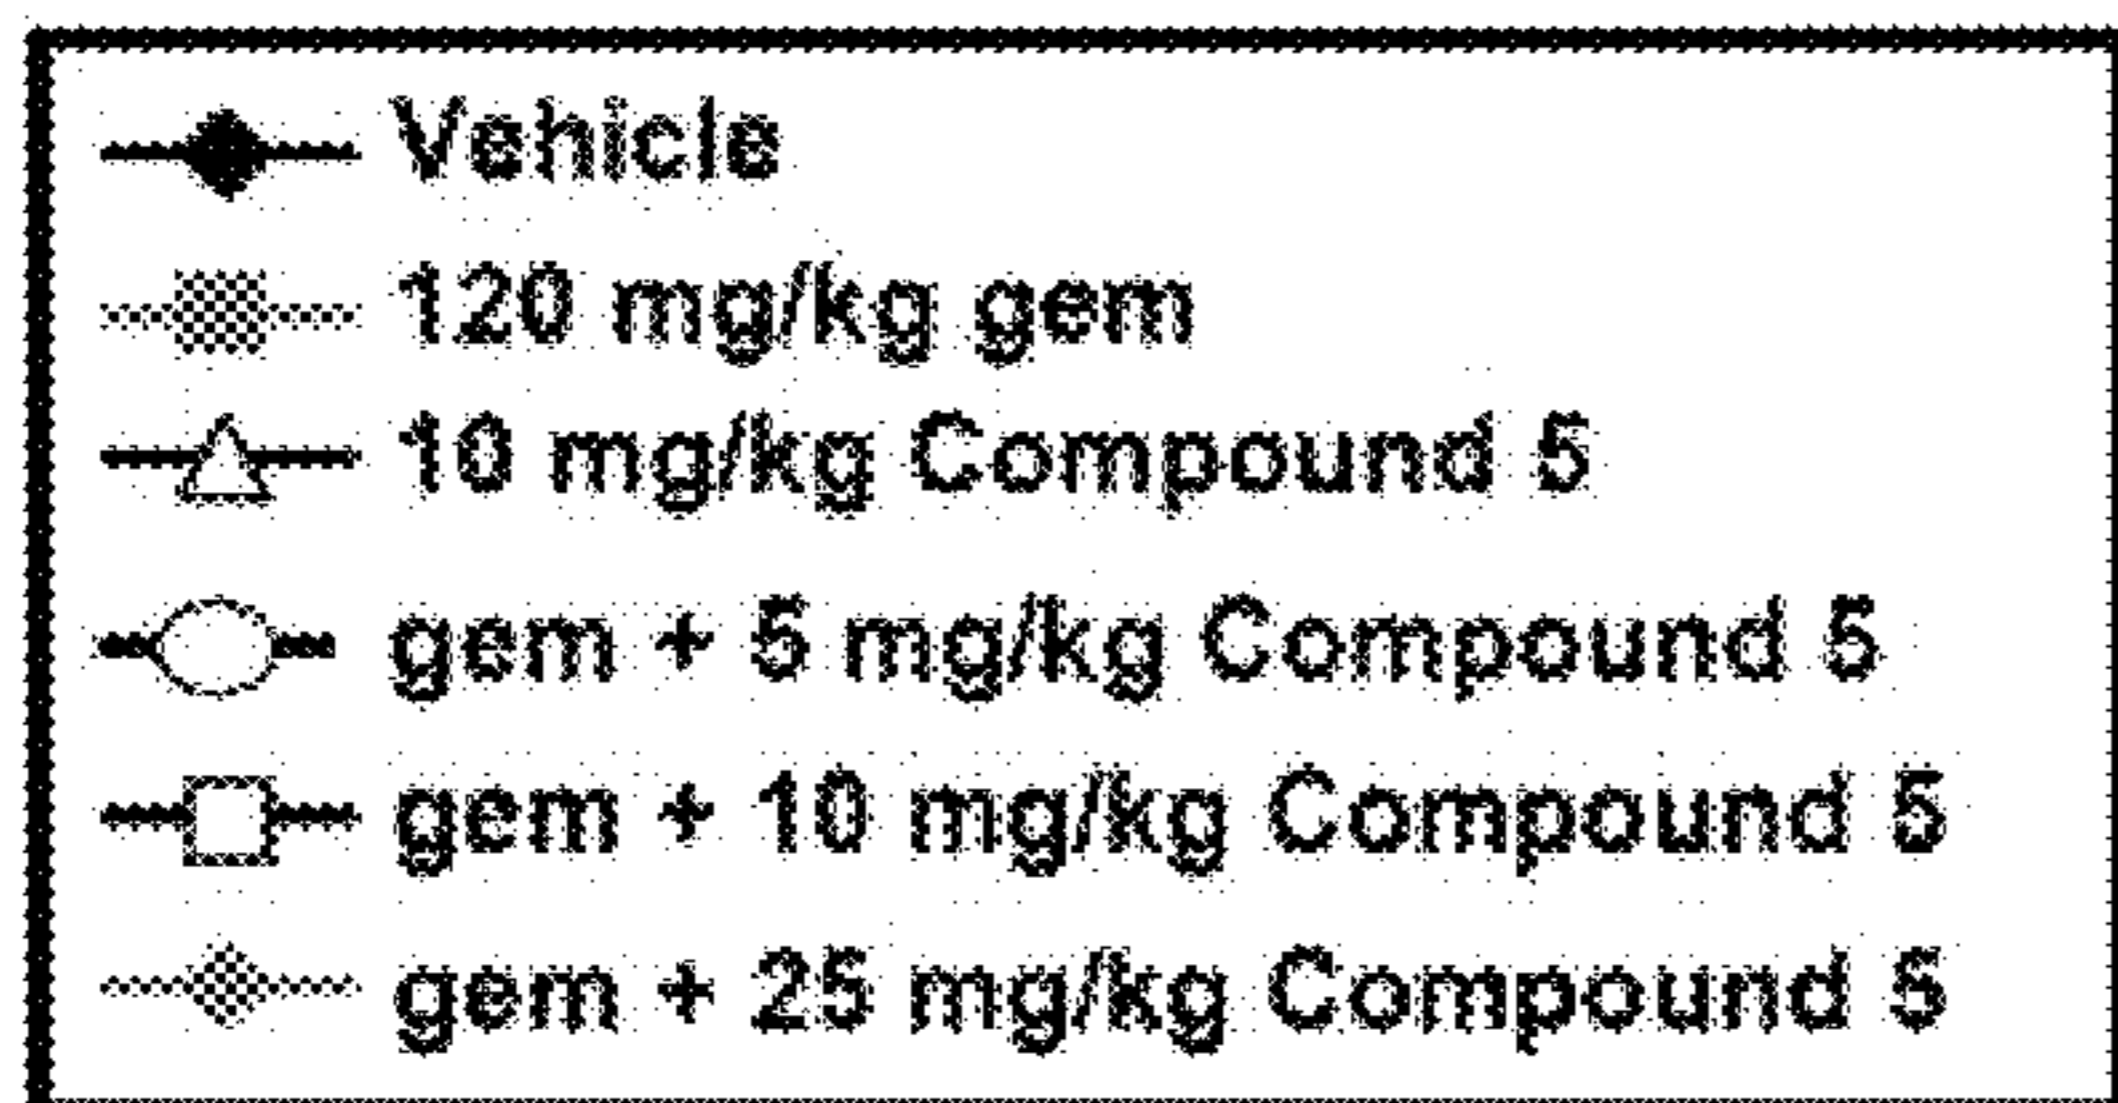 Vehicle
120 mg/kg gem
10 mg/kg Compound 5
gem + 5 mg/kg Compound 5
gem + 10 mg/kg Compound 5
gem + 25 mg/kg Compound 5